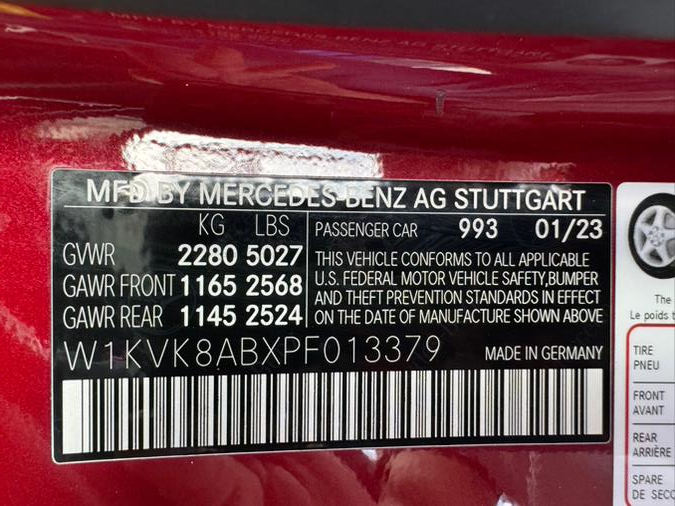 MFD BY MERCEDES-BENZ AG STUTTGART
KG LBS
GVWR 2280 5027
GAWR FRONT 1165 2568
GAWR REAR 1145 2524
PASSENGER CAR 993 01/23
THIS VEHICLE CONFORMS TO ALL APPLICABLE
U.S. FEDERAL MOTOR VEHICLE SAFETY,BUMPER
AND THEFT PREVENTION STANDARDS IN EFFECT
ON THE DATE OF MANUFACTURE SHOWN ABOVE
W1KVK8ABXPF013379
MADE IN GERMANY
The
Le poids t
TIRE
PNEU
FRONT
AVANT
REAR
ARRIÈRE
SPARE
DE SECO